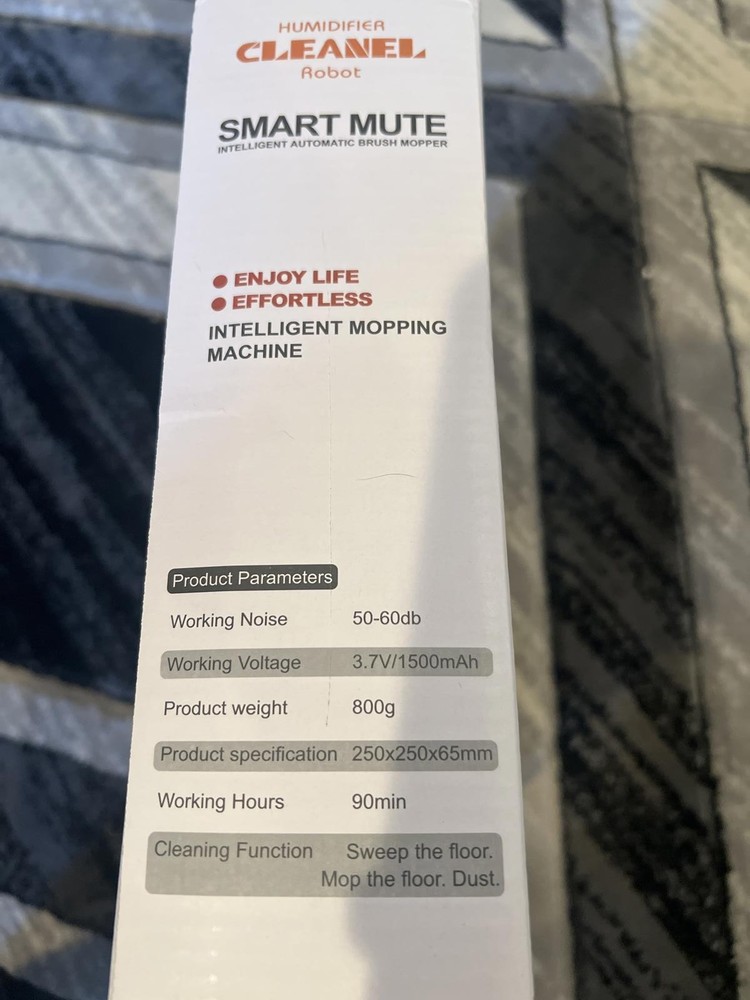 HUMIDIFIER
CLEANEL
Robot
SMART MUTE
INTELLIGENT AUTOMATIC BRUSH MOPPER
● ENJOY LIFE
● EFFORTLESS
INTELLIGENT MOPPING
MACHINE
Product Parameters
Working Noise 50-60db
Working Voltage 3.7V/1500mAh
Product weight 800g
Product specification 250x250x65mm
Working Hours 90min
Cleaning Function Sweep the floor.
Mop the floor. Dust.